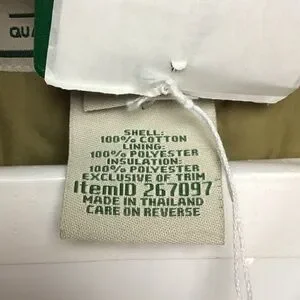 QUA
SHELL:
100% COTTON
LINING:
100% POLYESTER
INSULATION:
100% POLYESTER
EXCLUSIVE OF TRIM
ItemID 267097
MADE IN THAILAND
CARE ON REVERSE